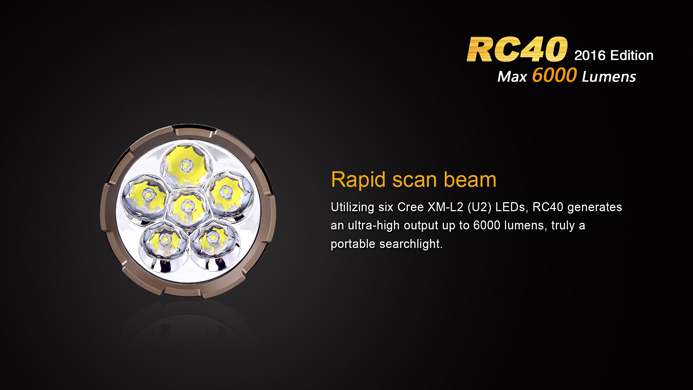 RC40 2016 Edition
Max 6000 Lumens
Rapid scan beam
Utilizing six Cree XM-L2 (U2) LEDs, RC40 generates
an ultra-high output up to 6000 lumens, truly a
portable searchlight.